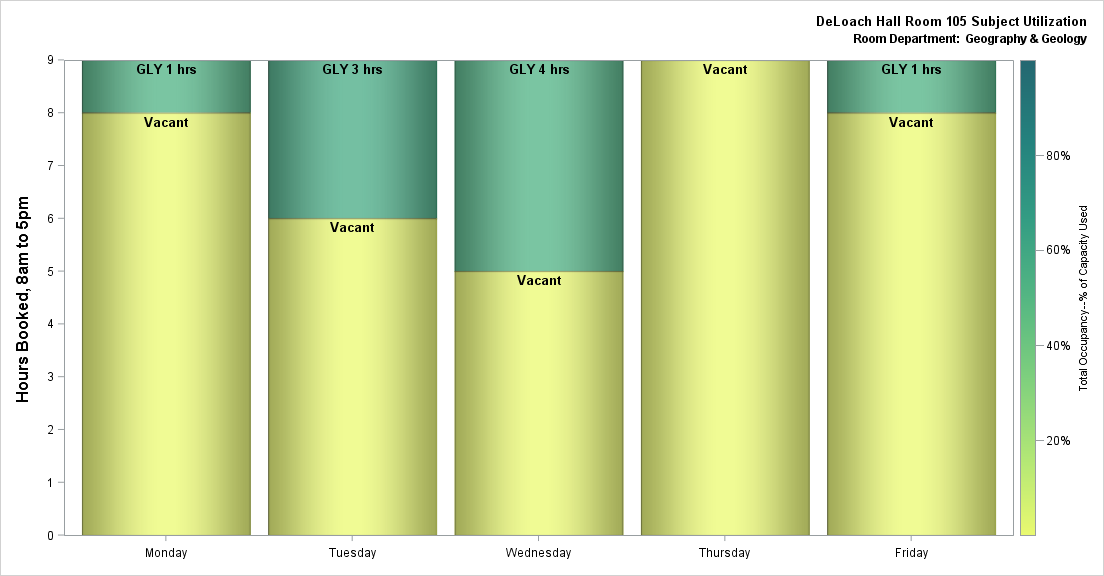 DeLoach Hall Room 105 Subject Utilization
Room Department: Geography & Geology
Hours Booked, 8am to 5pm
9
8
7
6
5
4
3
2
1
0
GLY 1 hrs
Vacant
GLY 3 hrs
Vacant
GLY 4 hrs
Vacant
Vacant
GLY 1 hrs
Vacant
Monday
Tuesday
Wednesday
Thursday
Friday
80%
60%
40%
20%
Total Occupancy--% of Capacity Used